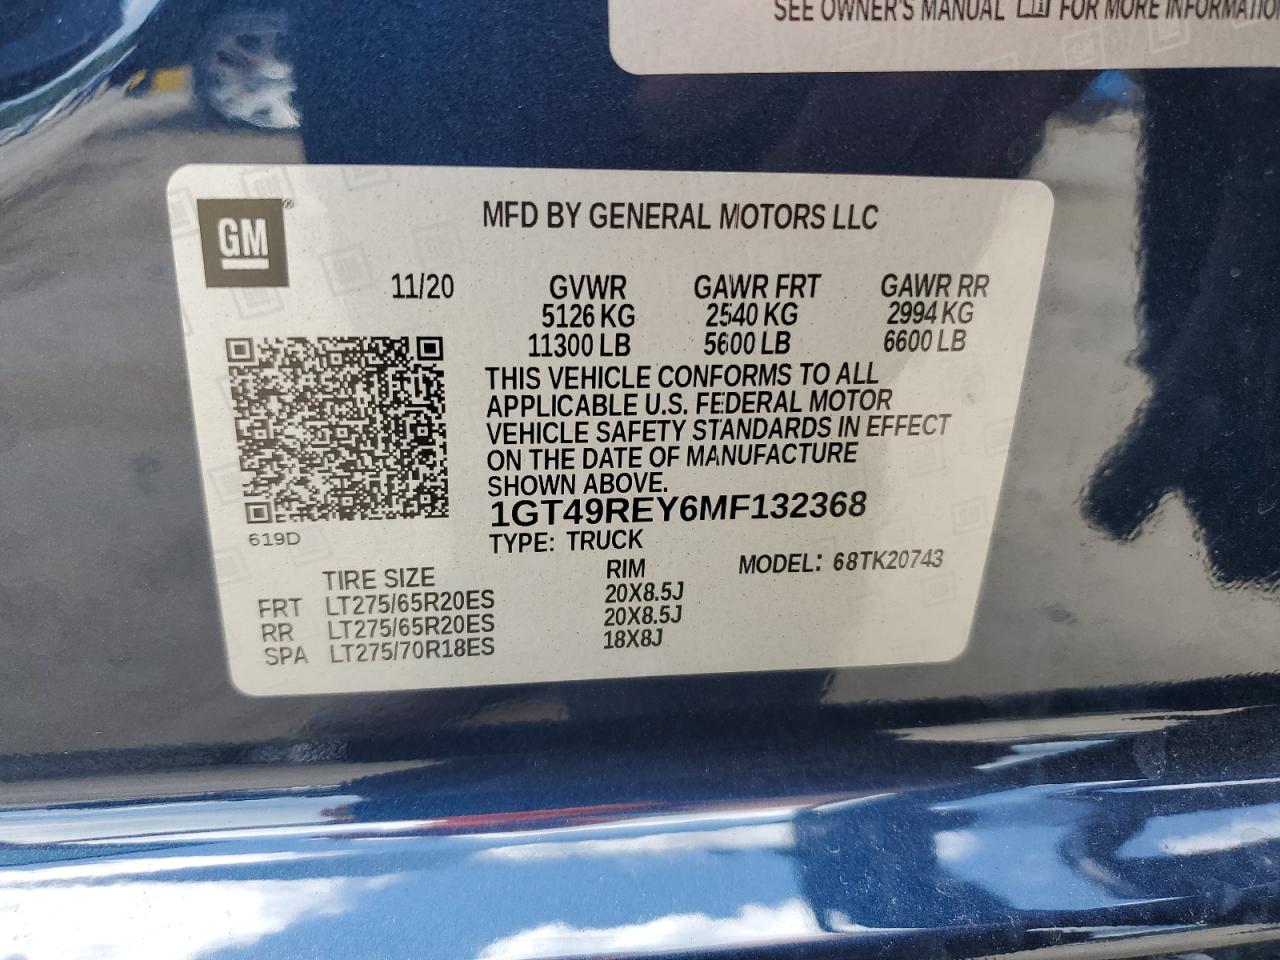 SEE OWNER'S MANUAL FOR MORE INFORMATION
GM
®
MFD BY GENERAL MOTORS LLC
11/20 GVWR GAWR FRT GAWR RR
5126 KG 2540 KG 2994 KG
11300 LB 5600 LB 6600 LB
THIS VEHICLE CONFORMS TO ALL
APPLICABLE U.S. FEDERAL MOTOR
VEHICLE SAFETY STANDARDS IN EFFECT
ON THE DATE OF MANUFACTURE
SHOWN ABOVE.
1GT49REY6MF132368
619D
TYPE: TRUCK
TIRE SIZE RIM MODEL: 68TK20743
FRT LT275/65R20ES 20X8.5J
RR LT275/65R20ES 20X8.5J
SPA LT275/70R18ES 18X8J